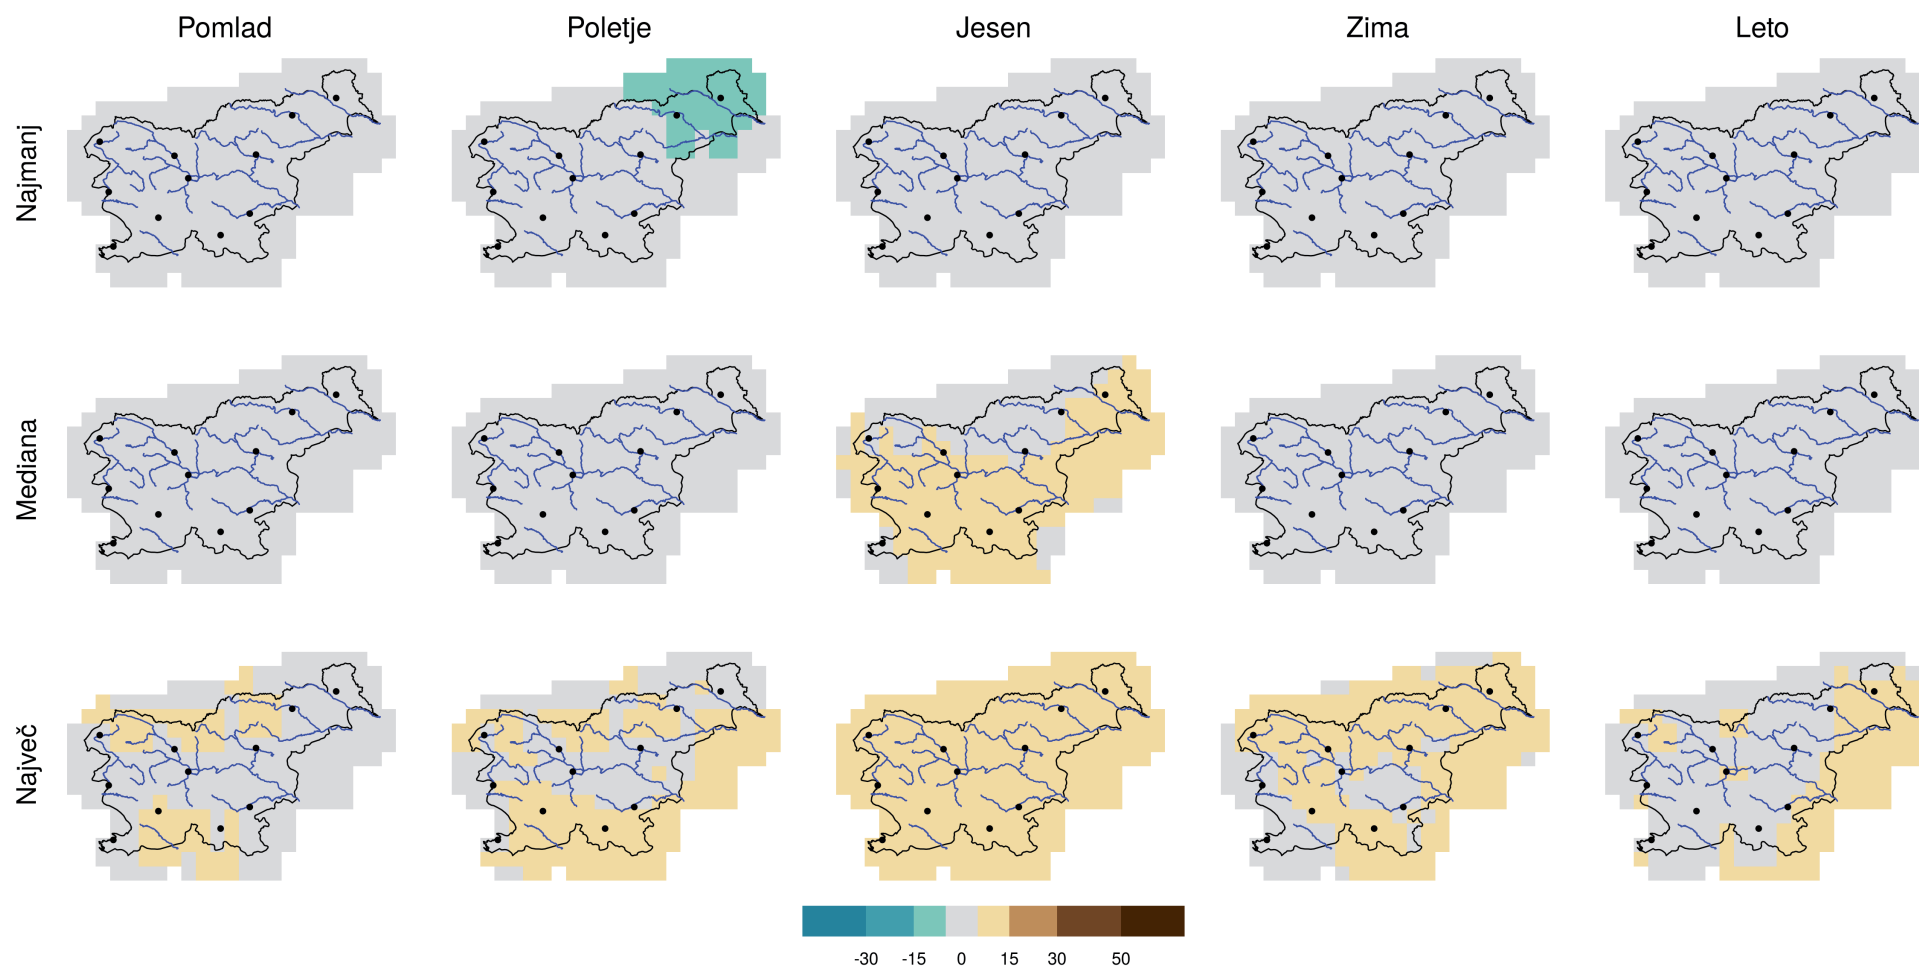 Pomlad Poletje Jesen Zima Leto
Najmanj
Mediana
Največ
-30 -15 0 15 30 50